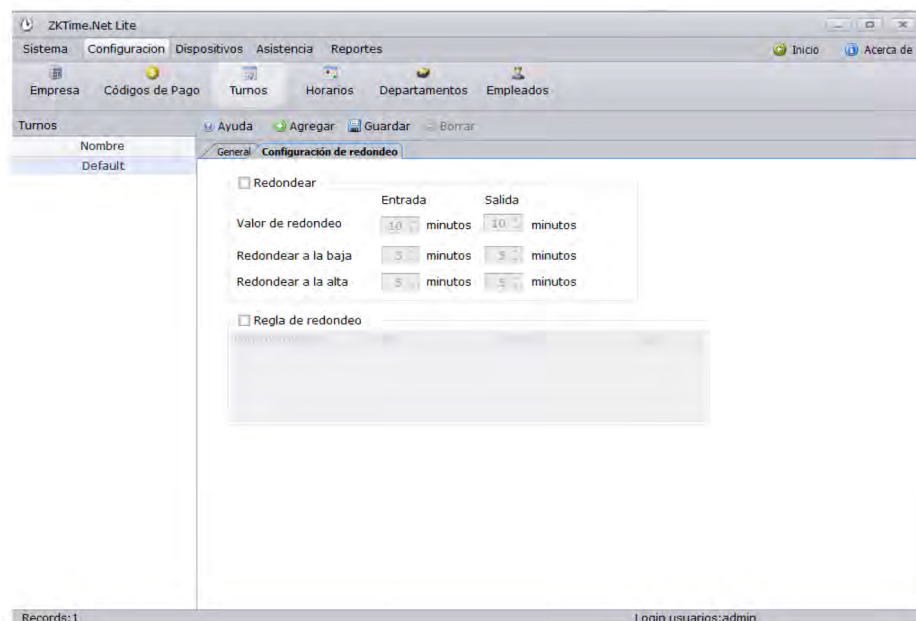 ZKTime.Net Lite
Sistema Configuracion Dispositivos Asistencia Reportes Inicio Acerca de
Empresa Códigos de Pago Turnos Horarios Departamentos Empleados
Turnos Ayuda Agregar Guardar Borrar
Nombre General Configuración de redondeo
Default
Redondear
Entrada Salida
Valor de redondeo 10 minutos 10 minutos
Redondear a la baja 5 minutos 5 minutos
Redondear a la alta 5 minutos 5 minutos
Regla de redondeo
Records:1 Login usuarios:admin